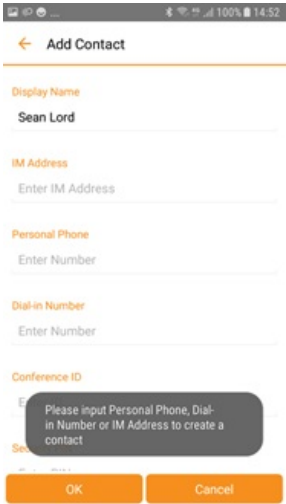 100% 14:52
Add Contact
Display Name
Sean Lord
IM Address
Enter IM Address
Personal Phone
Enter Number
Dial-in Number
Enter Number
Conference ID
Please input Personal Phone, Dial-
in Number or IM Address to create a
contact
OK Cancel